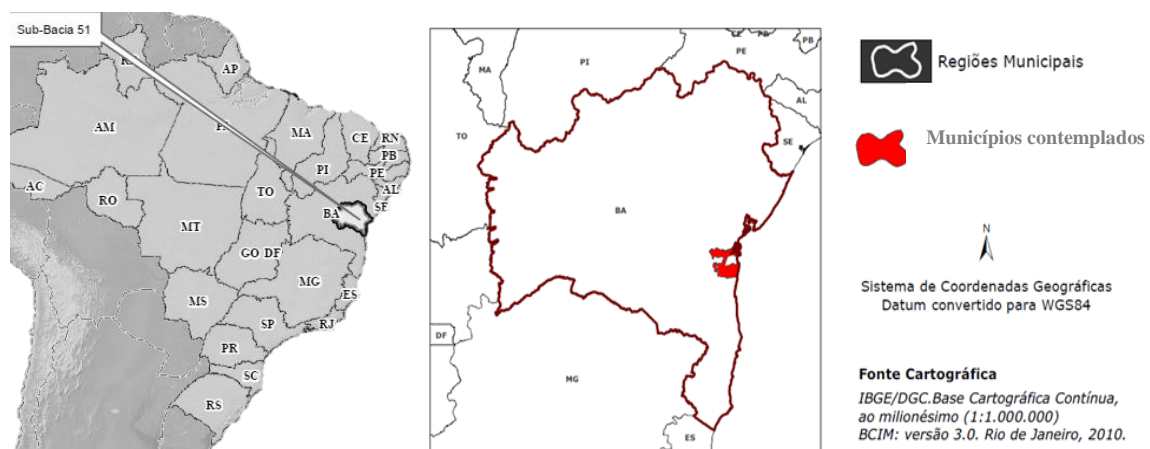 Sub-Bacia 51
AP
AM
MA
CE
RN
PB
PI
PE
AL
AC
RO
TO
SE
BA
MT
GO
DF
MG
MS
ES
SP
RJ
PR
SC
RS
CE
PB
PB
PE
MA
PI
AL
TO
SE
BA
DF
MG
ES
Regiões Municipais
Municípios contemplados
N
Sistema de Coordenadas Geográficas
Datum convertido para WGS84
Fonte Cartográfica
IBGE/DGC.Base Cartográfica Contínua,
ao milionésimo (1:1.000.000)
BCIM: versão 3.0. Rio de Janeiro, 2010.